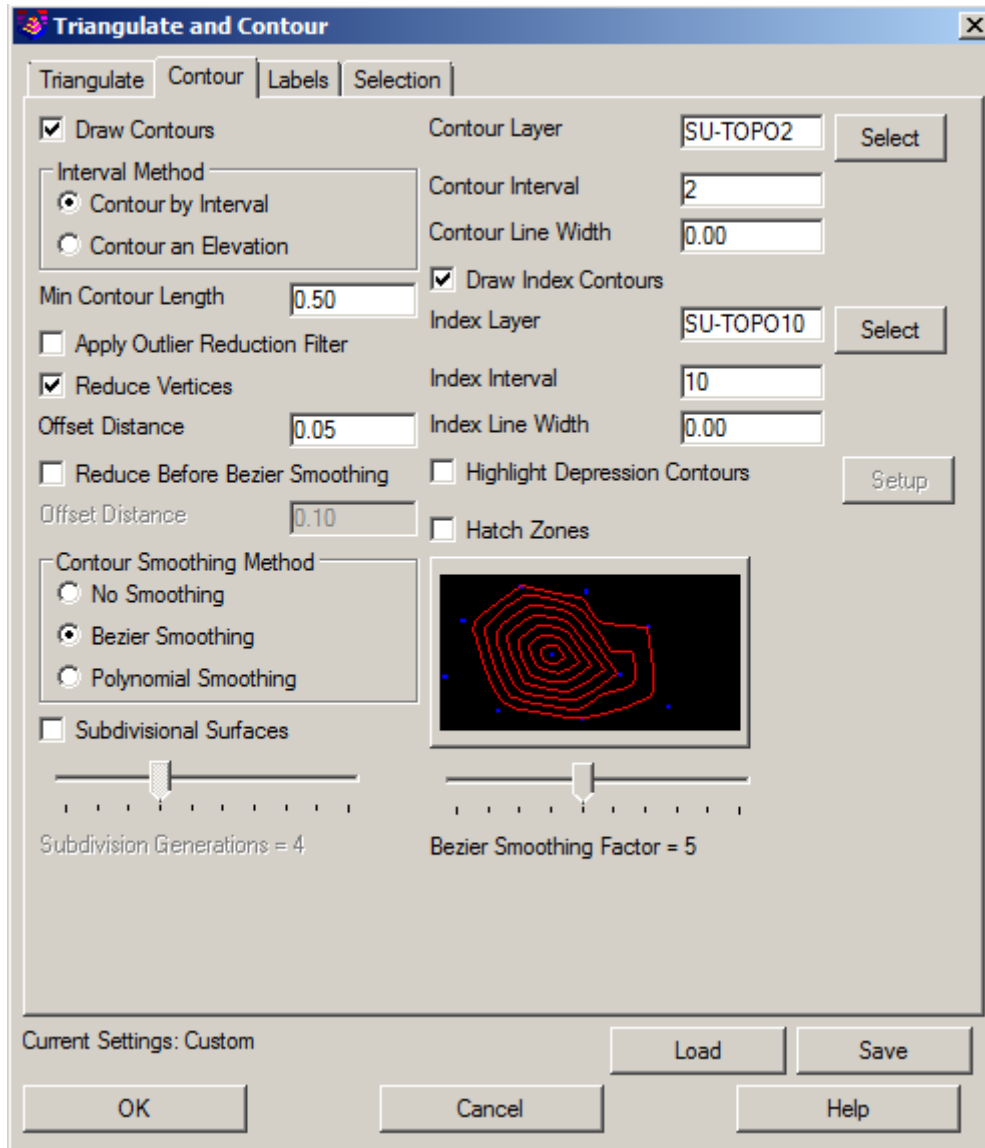 Triangulate and Contour
Triangulate Contour Labels Selection
Draw Contours
Interval Method
Contour by Interval
Contour an Elevation
Min Contour Length 0.50
Apply Outlier Reduction Filter
Reduce Vertices
Offset Distance 0.05
Reduce Before Bezier Smoothing
Offset Distance 0.10
Contour Smoothing Method
No Smoothing
Bezier Smoothing
Polynomial Smoothing
Subdivisional Surfaces
Subdivision Generations = 4
Contour Layer SU-TOPO2 Select
Contour Interval 2
Contour Line Width 0.00
Draw Index Contours
Index Layer SU-TOPO10 Select
Index Interval 10
Index Line Width 0.00
Highlight Depression Contours Setup
Hatch Zones
Bezier Smoothing Factor = 5
Current Settings: Custom Load Save
OK Cancel Help